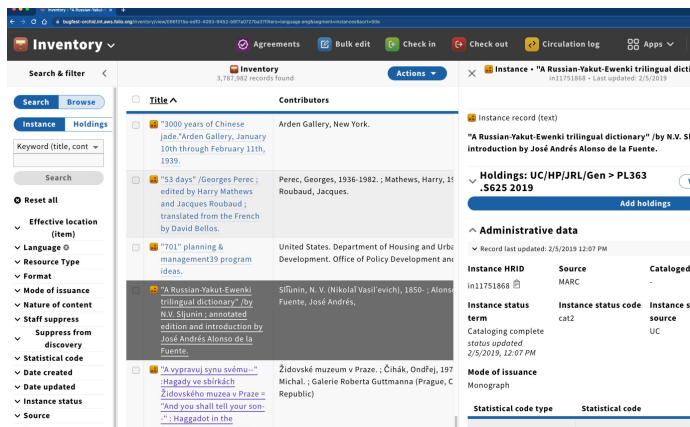 Inventory • "A Russian-Yakut-
bugfest-orchid.int.aws.folio.org
Inventory
Agreements
Bulk edit
Check in
Check out
Circulation log
Apps
Search & filter
Inventory
3,787,982 records found
Actions
Instance • "A Russian-Yakut-Ewenki trilingual dicti
in11751868 • Last updated: 2/5/2019
Search
Browse
Instance
Holdings
Keyword (title, cont
Search
Reset all
Effective location
(item)
Language
Resource Type
Format
Mode of issuance
Nature of content
Staff suppress
Suppress from
discovery
Statistical code
Date created
Date updated
Instance status
Source
Title
Contributors
"3000 years of Chinese
jade."Arden Gallery, January
10th through February 11th,
1939.
Arden Gallery, New York.
"53 days" /Georges Perec ;
edited by Harry Mathews
and Jacques Roubaud ;
translated from the French
by David Bellos.
Perec, Georges, 1936-1982. ; Mathews, Harry, 19
Roubaud, Jacques.
"701" planning &
management39 program
ideas.
United States. Department of Housing and Urba
Development. Office of Policy Development and
"A Russian-Yakut-Ewenki
trilingual dictionary" /by
N.V. Sljunin ; annotated
edition and introduction by
José Andrés Alonso de la
Fuente.
Sli͡unin, N. V. (Nikolaĭ Vasilʹevich), 1850- ; Alonso
Fuente, José Andrés,
"A vypravuj synu svému--"
:Hagady ve sbírkách
Židovského muzea v Praze =
"And you shall tell your son-
-" : Haggadot in the
Židovské muzeum v Praze. ; Čihák, Ondřej, 197
Michal. ; Galerie Roberta Guttmanna (Prague, C
Republic)
Instance record (text)
"A Russian-Yakut-Ewenki trilingual dictionary" /by N.V. Sl
introduction by José Andrés Alonso de la Fuente.
Holdings: UC/HP/JRL/Gen > PL363
.S625 2019
Add holdings
Administrative data
Record last updated: 2/5/2019 12:07 PM
Instance HRID
in11751868
Source
MARC
Cataloged
-
Instance status
term
Cataloging complete
status updated
2/5/2019, 12:07 PM
Instance status code
cat2
Instance s
source
UC
Mode of issuance
Monograph
Statistical code type
Statistical code